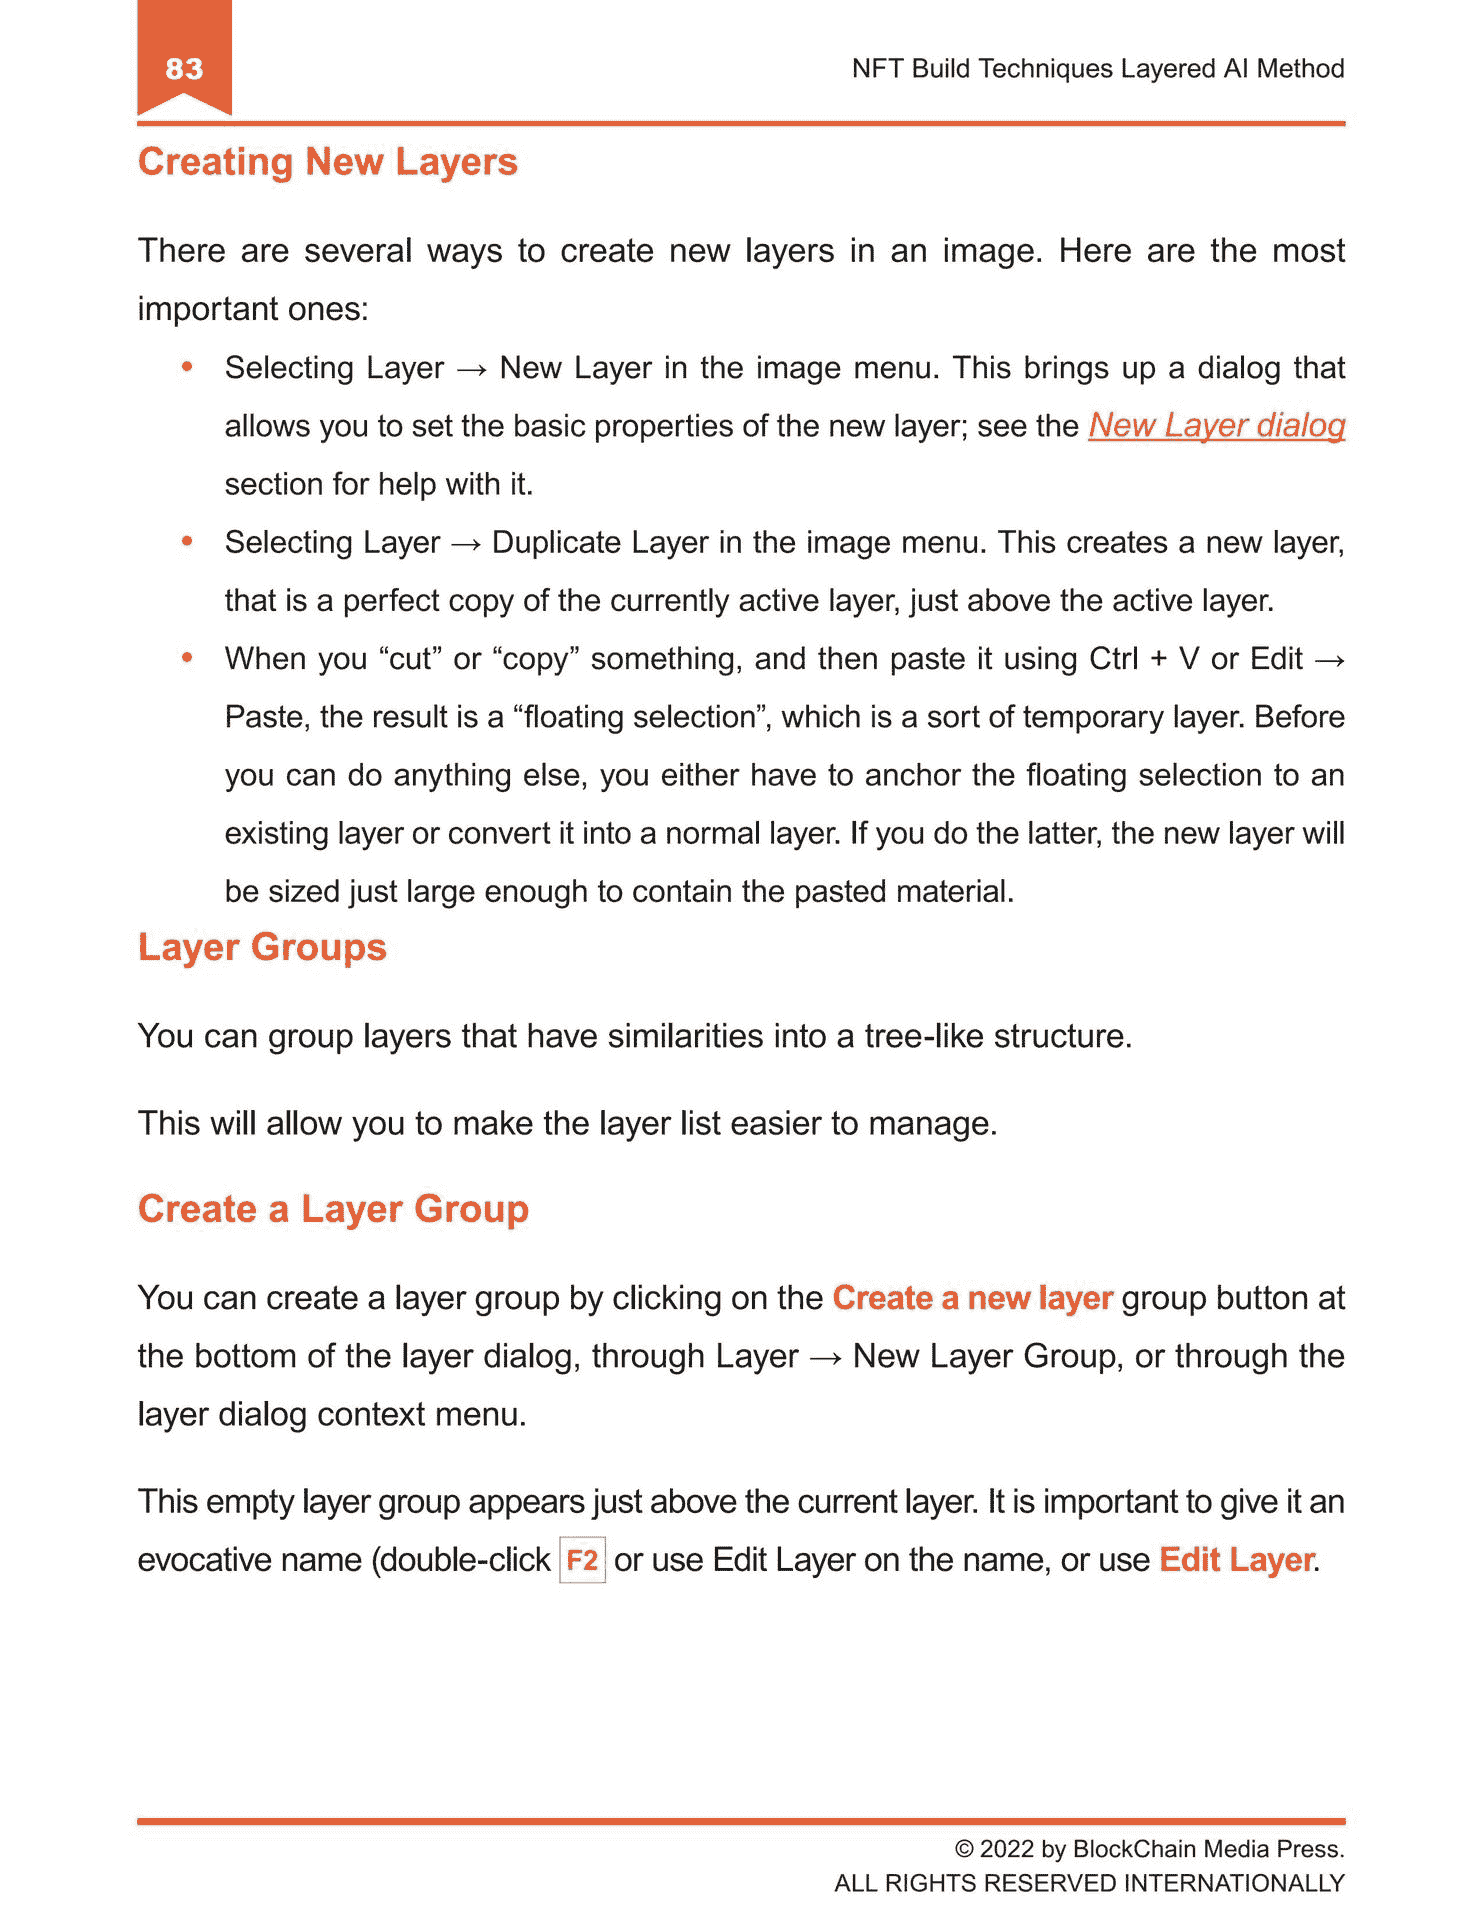 83
NFT Build Techniques Layered AI Method
Creating New Layers
There are several ways to create new layers in an image. Here are the most
important ones:
• Selecting Layer → New Layer in the image menu. This brings up a dialog that
allows you to set the basic properties of the new layer; see the New Layer dialog
section for help with it.
• Selecting Layer → Duplicate Layer in the image menu. This creates a new layer,
that is a perfect copy of the currently active layer, just above the active layer.
• When you “cut” or “copy” something, and then paste it using Ctrl + V or Edit →
Paste, the result is a “floating selection”, which is a sort of temporary layer. Before
you can do anything else, you either have to anchor the floating selection to an
existing layer or convert it into a normal layer. If you do the latter, the new layer will
be sized just large enough to contain the pasted material.
Layer Groups
You can group layers that have similarities into a tree-like structure.
This will allow you to make the layer list easier to manage.
Create a Layer Group
You can create a layer group by clicking on the Create a new layer group button at
the bottom of the layer dialog, through Layer → New Layer Group, or through the
layer dialog context menu.
This empty layer group appears just above the current layer. It is important to give it an
evocative name (double-click F2 or use Edit Layer on the name, or use Edit Layer.
© 2022 by BlockChain Media Press.
ALL RIGHTS RESERVED INTERNATIONALLY